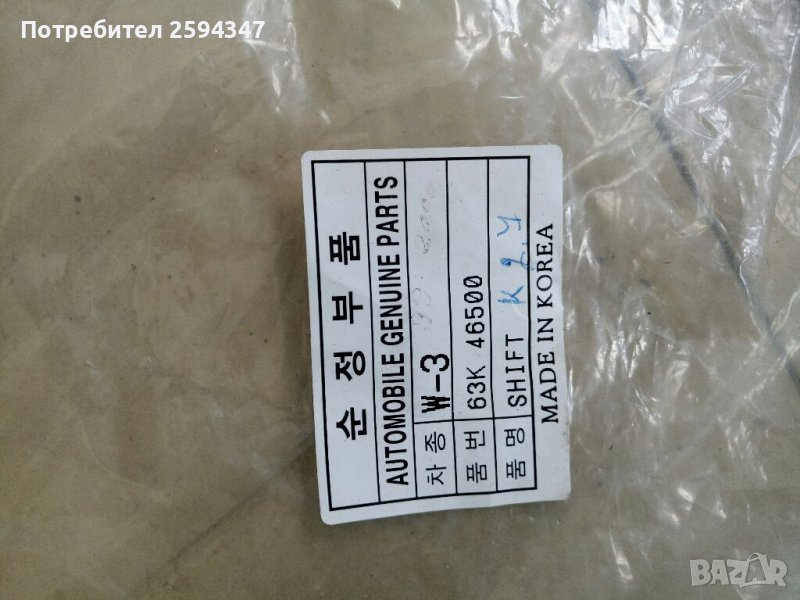 Потребител 2594347
순정부품
AUTOMOBILE GENUINE PARTS
차종 W-3
품번 63K 46500
품명 SHIFT
MADE IN KOREA
BAZAR